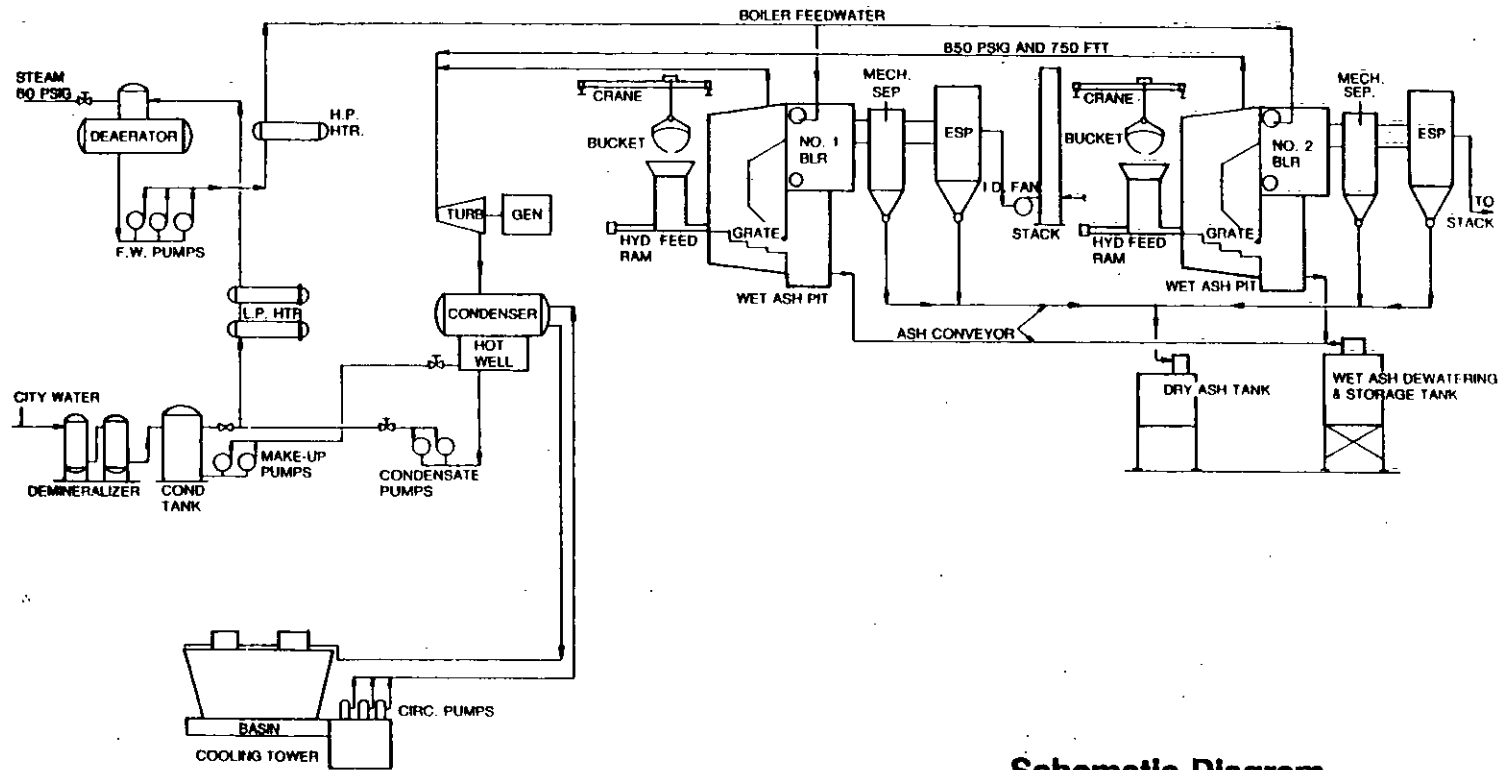 BOILER FEEDWATER
850 PSIG AND 750 FTT
STEAM
60 PSIG
DEAERATOR
H.P.
HTR.
F.W. PUMPS
L.P. HTR
CITY WATER
DEMINERALIZER
COND
TANK
MAKE-UP
PUMPS
CONDENSATE
PUMPS
TURB
GEN
CONDENSER
HOT
WELL
BASIN
COOLING TOWER
CIRC. PUMPS
CRANE
BUCKET
HYD
RAM
FEED
GRATE
NO. 1
BLR
MECH.
SEP
ESP
I.D. FAN
STACK
WET ASH PIT
CRANE
BUCKET
HYD
RAM
FEED
GRATE
NO. 2
BLR
MECH.
SEP.
ESP
TO
STACK
WET ASH PIT
ASH CONVEYOR
DRY ASH TANK
WET ASH DEWATERING
& STORAGE TANK
Schematic Diagram